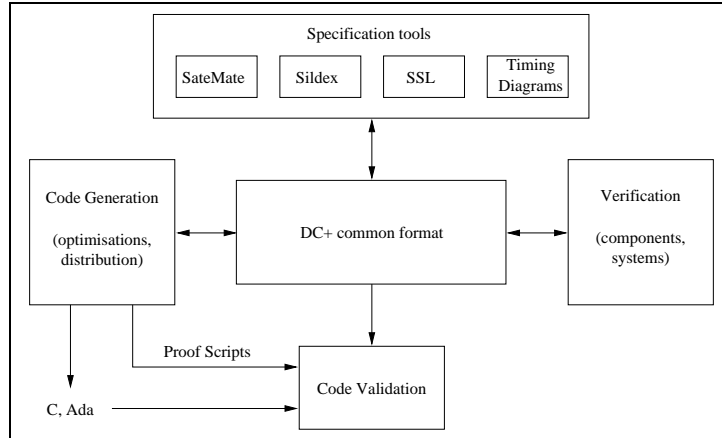 Specification tools
SateMate
Sildex
SSL
Timing
Diagrams
Code Generation
(optimisations,
distribution)
DC+ common format
Verification
(components,
systems)
Proof Scripts
Code Validation
C, Ada